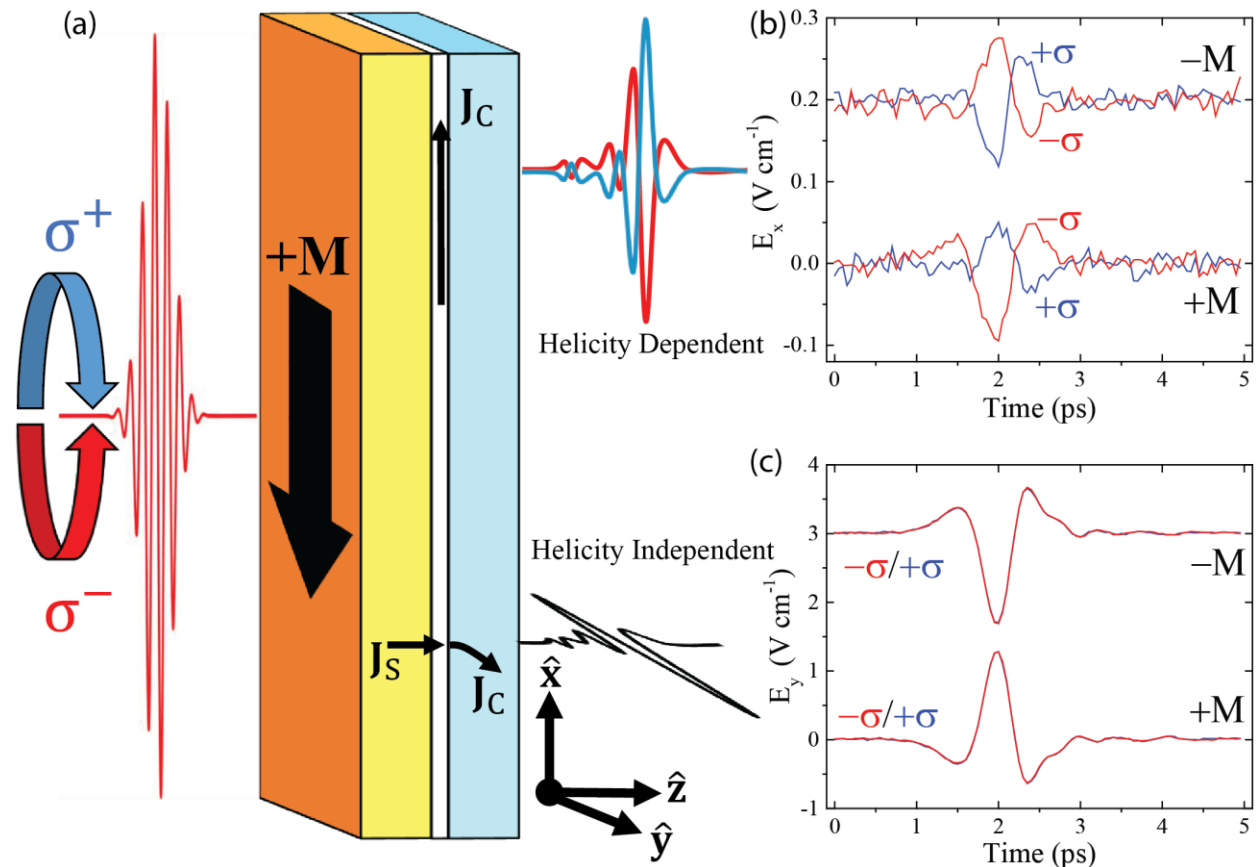 (a)
σ⁺
σ⁻
+M
J_C
Helicity Dependent
Helicity Independent
J_S
J_C
x̂
ẑ
ŷ
(b)
E_x (V cm⁻¹)
0.3
0.2
0.1
0.0
-0.1
+σ
−M
−σ
−σ
+σ
+M
0 1 2 3 4 5
Time (ps)
(c)
E_y (V cm⁻¹)
4
3
2
1
0
-1
−σ/+σ
−M
−σ/+σ
+M
0 1 2 3 4 5
Time (ps)